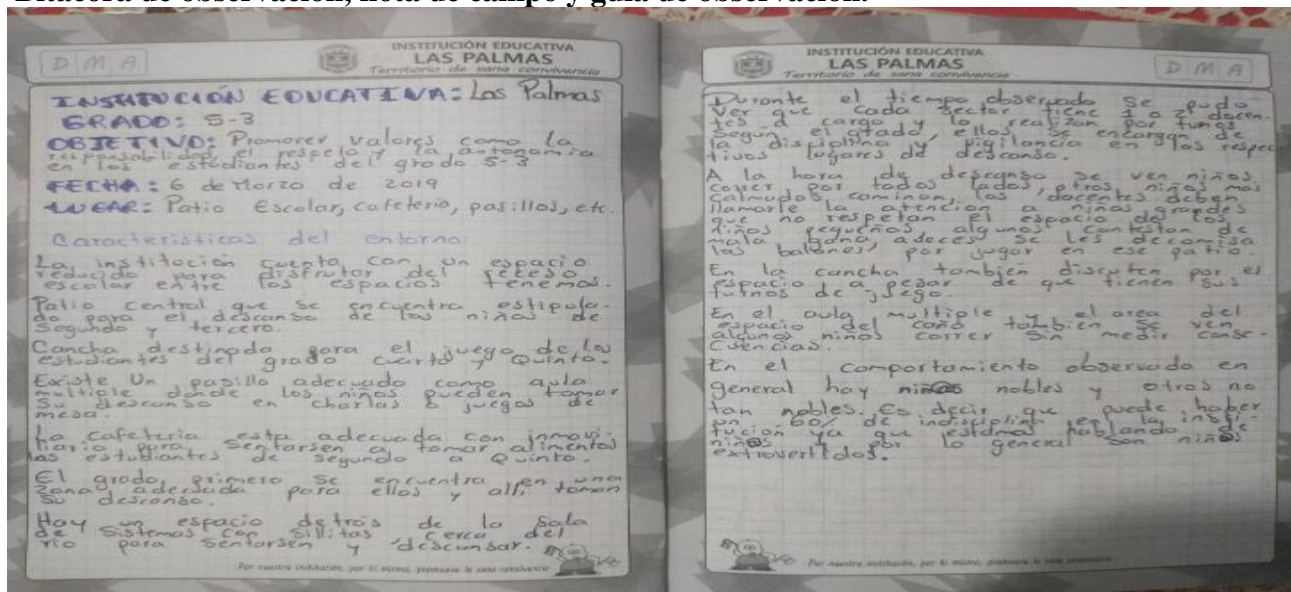 Bitácora de observación, nota de campo y guía de observación.
D M A
INSTITUCIÓN EDUCATIVA
LAS PALMAS
Territorio de sana convivencia
INSTITUCIÓN EDUCATIVA: Las Palmas
GRADO: 5-3
OBJETIVO: Promover valores como la
responsabilidad, el respeto y la autonomia
en los estudiantes del grado 5-3
FECHA: 6 de Marzo de 2019
LUGAR: Patio Escolar, cafeteria, pasillos, etc.
Caracteristicas del entorno:
La institución cuenta con un espacio
reducido para disfrutar del receso
escolar entre los espacios tenemos.
Patio central que se encuentra estipula-
do para el descanso de los niños de
Segundo y tercero.
Cancha destinada para el juego de los
estudiantes del grado cuarto y Quinto.
Existe Un pasillo adecuado como aula
multiple donde los niños pueden tomar
su descanso en charlas o juegos de
mesa.
La cafeteria esta adecuada con inmovi-
liario para sentarsen a tomar alimentos
los estudiantes de segundo a Quinto.
El grado primero se encuentra en una
zona adecuada para ellos y allí toman
su descanso.
Hay un espacio detrás de la sala
de sistemas con sillitas cerca del
rio para sentarsen y descansar.
Por nuestra institución, por ti mismo, promueve la sana convivencia
INSTITUCIÓN EDUCATIVA
LAS PALMAS
Territorio de sana convivencia
D M A
Durante el tiempo observado se pudo
ver que cada sector tiene 1 o 2 docen-
tes a cargo y lo realizan por turnos
según el grado, ellos se encargan de
la disciplina y vigilancia en los respec-
tivos lugares de descanso.
A la hora de descanso se ven niños
correr por todos lados, otros niños mas
calmudos caminan, los docentes deben
llamarle la atención a niños grandes
que no respetan el espacio de los
niños pequeños, algunos contestan de
mala gana, adeces se les decomisa
los balones, por jugar en ese patio.
En la cancha tambien discuten por el
espacio a pesar de que tienen sus
turnos de juego.
En el aula multiple y el area del
espacio del caño tambien se ven
algunos niños correr sin medir conse-
cuencias.
En el comportamiento observado en
general hay niños nobles y otros no
tan nobles. Es decir que puede haber
un 60% de indisciplina en la insti-
tución ya que estamos hablando de
niños por lo general son niños
extrovertidos.
Por nuestra institución, por ti mismo, promueve la sana convivencia